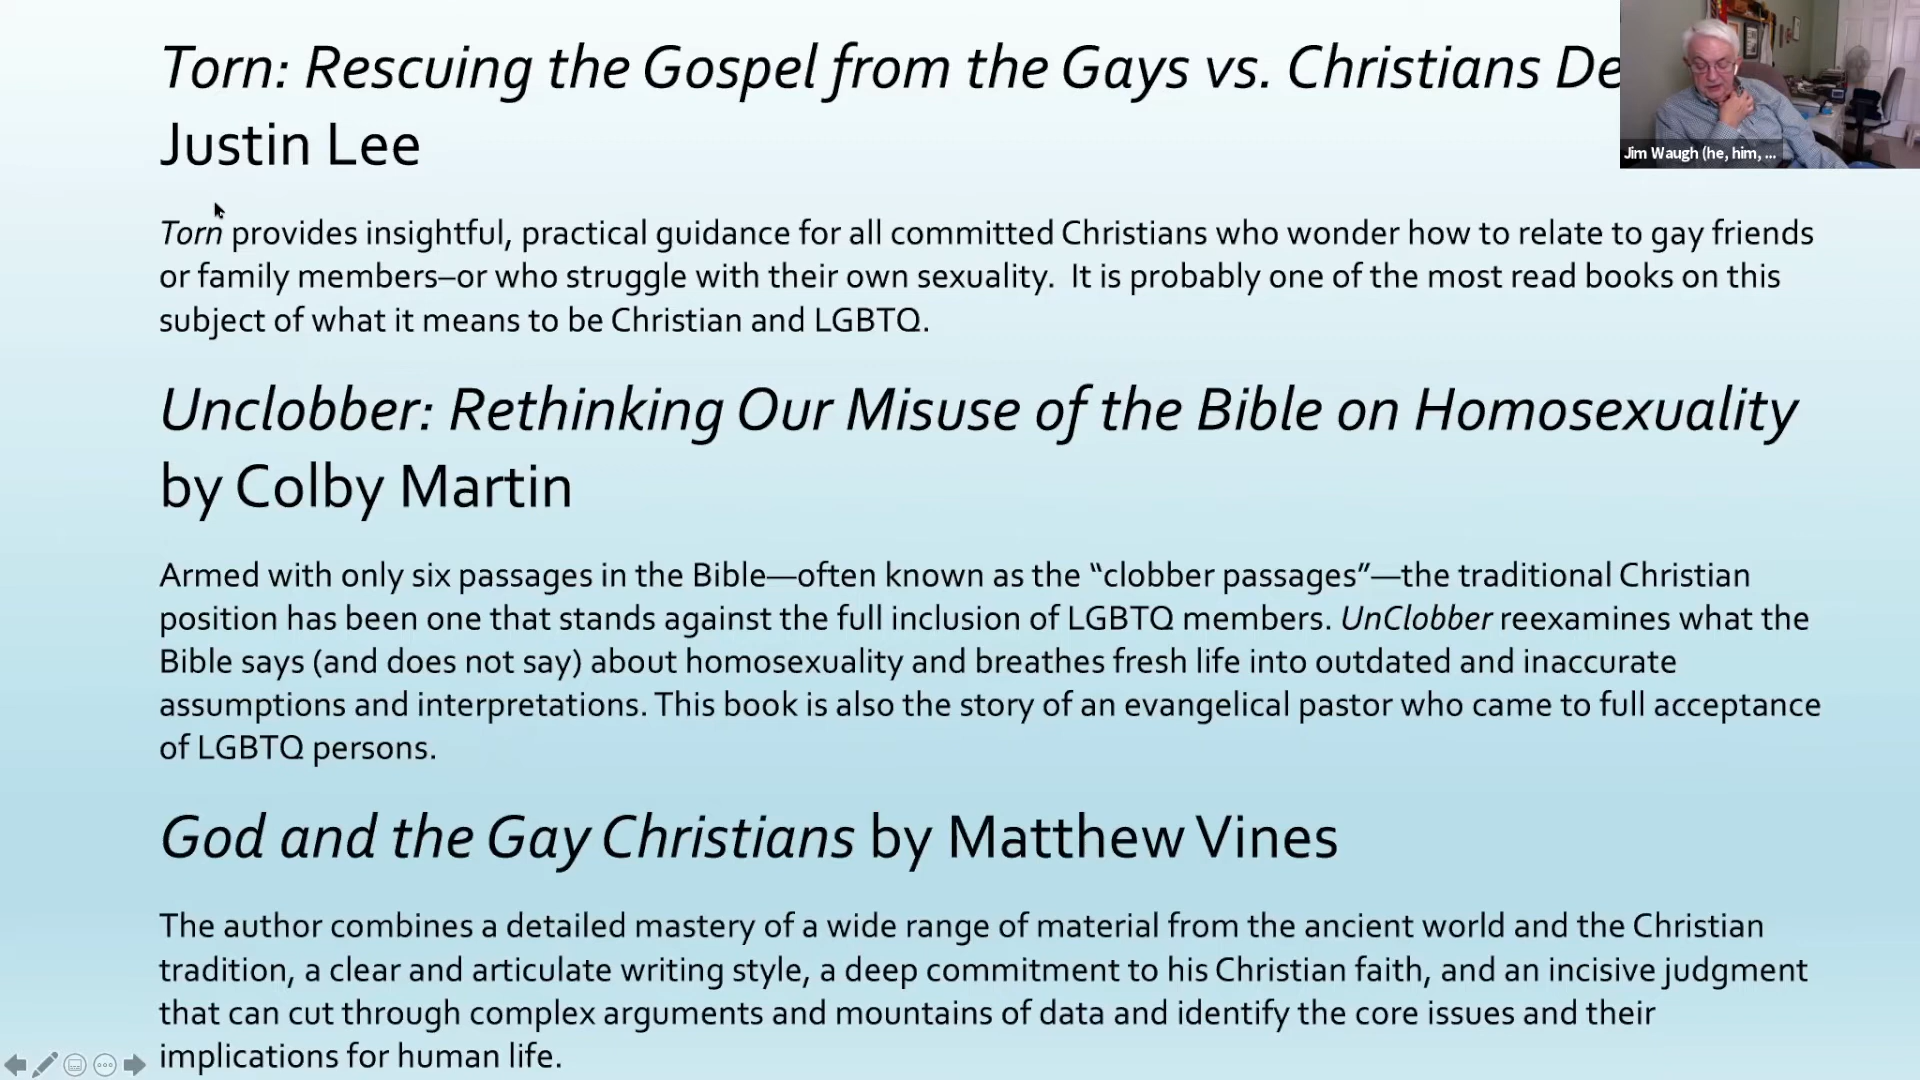 Torn: Rescuing the Gospel from the Gays vs. Christians De
Justin Lee
Jim Waugh (he, him, ...
Torn provides insightful, practical guidance for all committed Christians who wonder how to relate to gay friends
or family members–or who struggle with their own sexuality.  It is probably one of the most read books on this
subject of what it means to be Christian and LGBTQ.
Unclobber: Rethinking Our Misuse of the Bible on Homosexuality
by Colby Martin
Armed with only six passages in the Bible—often known as the “clobber passages”—the traditional Christian
position has been one that stands against the full inclusion of LGBTQ members. UnClobber reexamines what the
Bible says (and does not say) about homosexuality and breathes fresh life into outdated and inaccurate
assumptions and interpretations. This book is also the story of an evangelical pastor who came to full acceptance
of LGBTQ persons.
God and the Gay Christians by Matthew Vines
The author combines a detailed mastery of a wide range of material from the ancient world and the Christian
tradition, a clear and articulate writing style, a deep commitment to his Christian faith, and an incisive judgment
that can cut through complex arguments and mountains of data and identify the core issues and their
implications for human life.